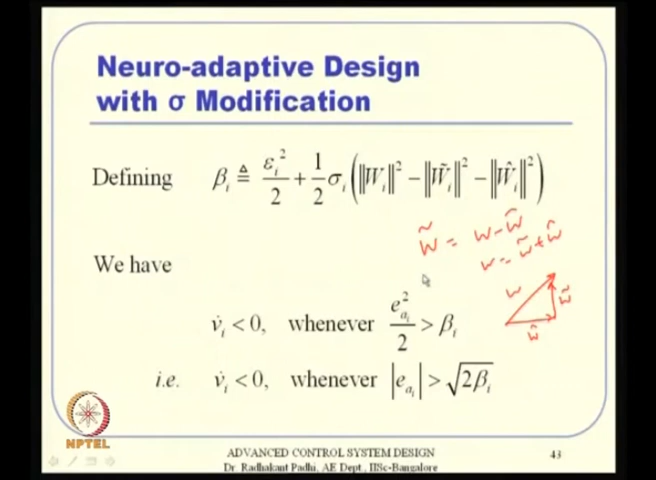 Neuro-adaptive Design
with σ Modification
Defining β_i ≜ ε_i²/2 + 1/2 σ_i (‖W_i‖² − ‖W̃_i‖² − ‖Ŵ_i‖²)
W̃ = W − Ŵ
W = W̃ + Ŵ
We have
W
W̃
Ŵ
v̇_i < 0, whenever e_{a_i}²/2 > β_i
i.e. v̇_i < 0, whenever |e_{a_i}| > √(2β_i)
NPTEL
ADVANCED CONTROL SYSTEM DESIGN
Dr. Radhakant Padhi, AE Dept., IISc-Bangalore
43